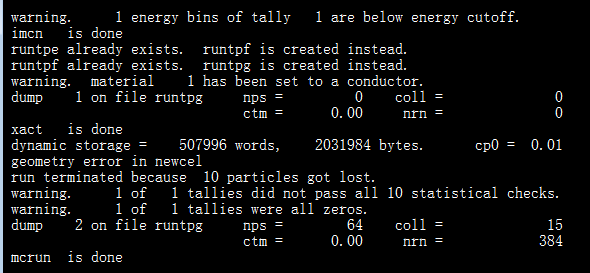 warning.     1 energy bins of tally   1 are below energy cutoff.
imcn   is done
runtpe already exists.  runtpf is created instead.
runtpf already exists.  runtpg is created instead.
warning.  material    1 has been set to a conductor.
dump    1 on file runtpg     nps =         0    coll =              0
                             ctm =      0.00     nrn =              0
xact   is done
dynamic storage =    507996 words,    2031984 bytes.     cp0 =  0.01
geometry error in newcel
run terminated because  10 particles got lost.
warning.     1 of   1 tallies did not pass all 10 statistical checks.
warning.     1 of   1 tallies were all zeros.
dump    2 on file runtpg     nps =        64    coll =             15
                             ctm =      0.00     nrn =            384
mcrun  is done